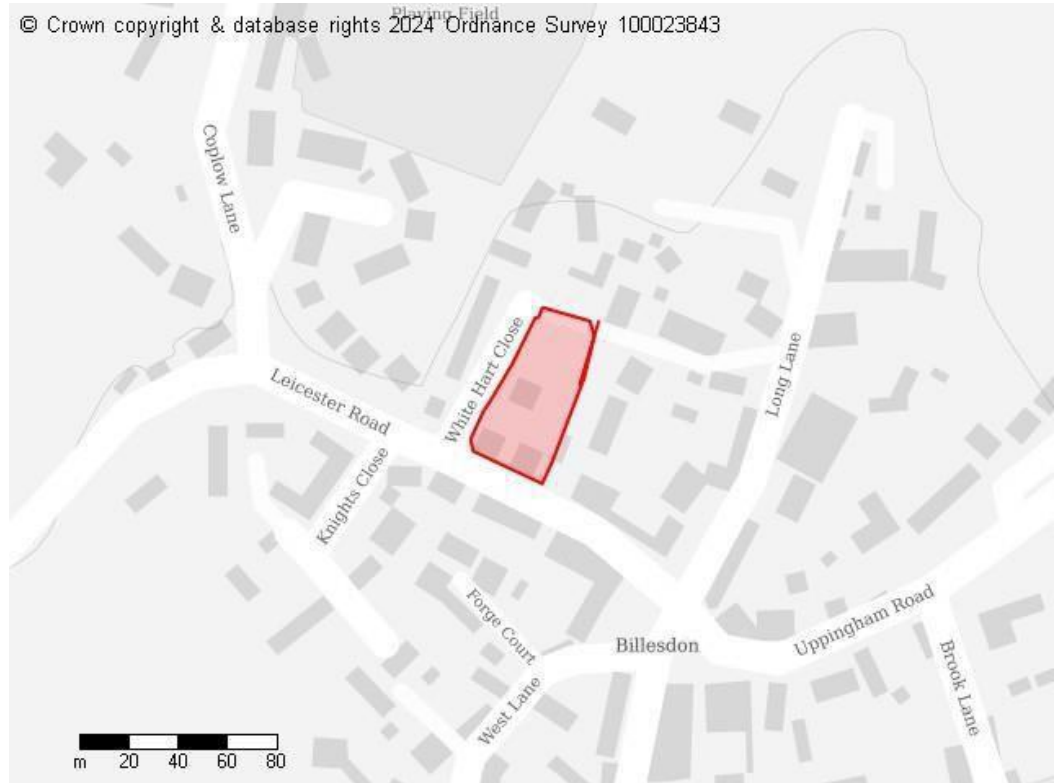 Playing Field
© Crown copyright & database rights 2024 Ordnance Survey 100023843
Coplow Lane
White Hart Close
Long Lane
Leicester Road
Knights Close
Forge Court
Billesdon
Uppingham Road
West Lane
Brook Lane
m 20 40 60 80